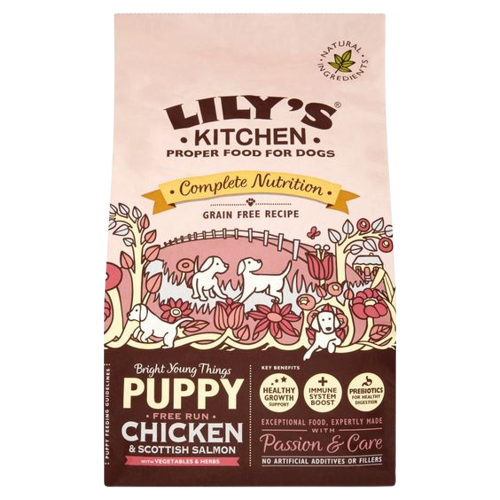 NATURAL
INGREDIENTS
LILY'S®
• KITCHEN •
PROPER FOOD FOR DOGS
• Complete Nutrition •
GRAIN FREE RECIPE
PUPPY FEEDING GUIDELINES
Bright Young Things
PUPPY
• FREE RUN •
CHICKEN
& SCOTTISH SALMON
WITH VEGETABLES & HERBS
KEY BENEFITS
HEALTHY
GROWTH
SUPPORT
+
IMMUNE
SYSTEM
BOOST
PREBIOTICS
FOR HEALTHY
DIGESTION
EXCEPTIONAL FOOD, EXPERTLY MADE
WITH
Passion & Care
NO ARTIFICIAL ADDITIVES OR FILLERS